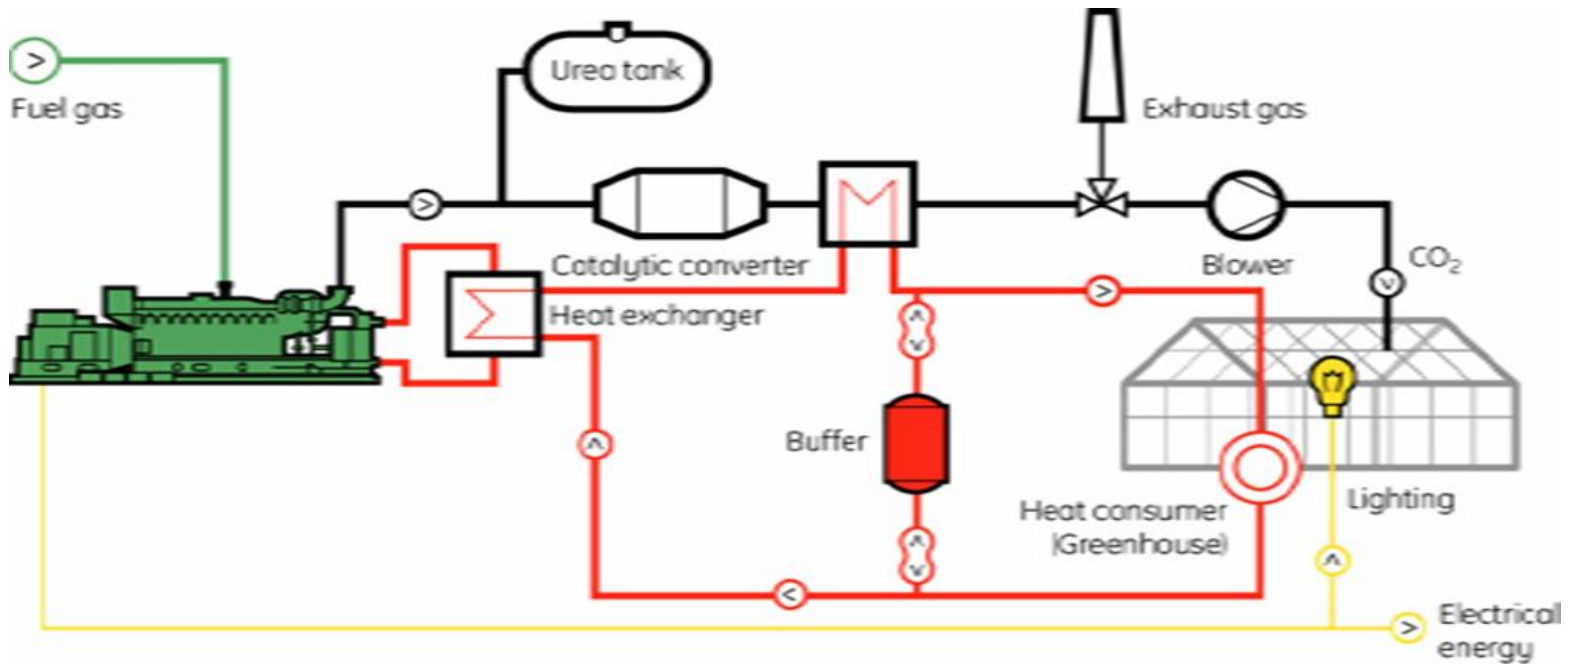 Fuel gas
Urea tank
Exhaust gas
Catalytic converter
Blower
CO₂
Heat exchanger
Buffer
Lighting
Heat consumer
(Greenhouse)
Electrical
energy